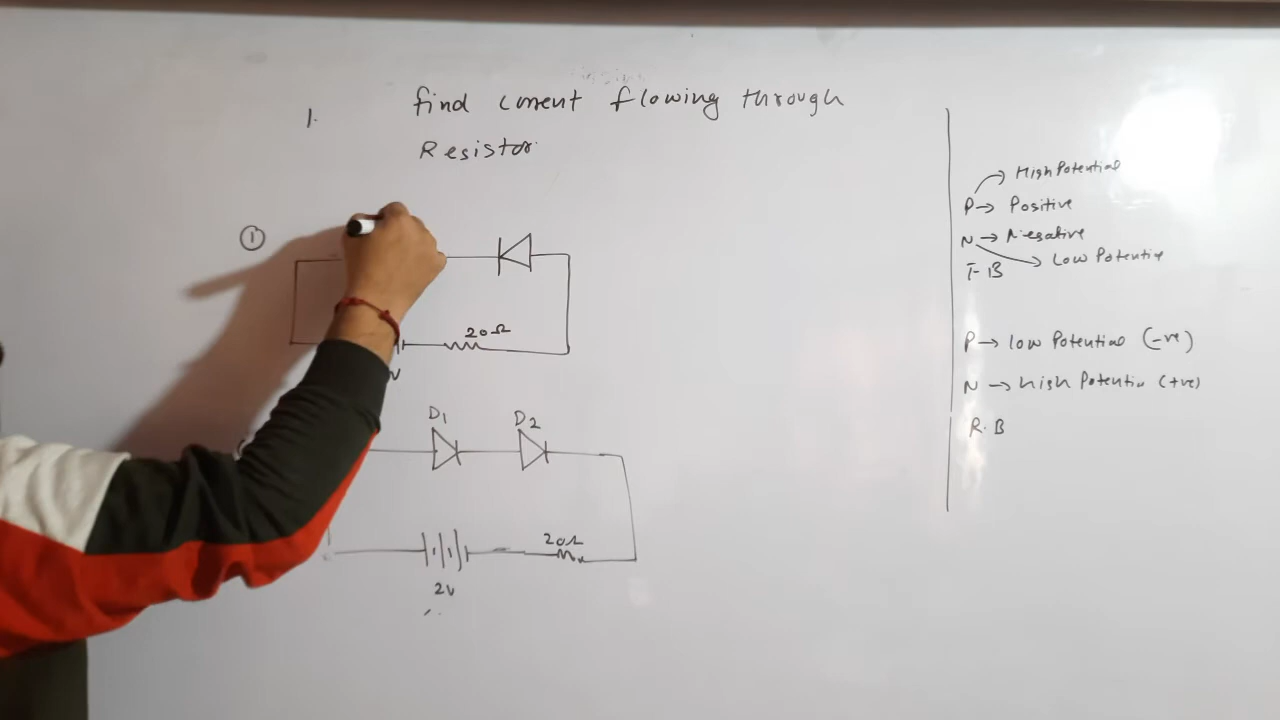 1. find current flowing through
Resistor
①
20Ω
V
D1 D2
20Ω
2V
High Potential
P→ Positive
N→ Negative
Low Potential
F B
P→ low Potential (-ve)
N → high Potential (+ve)
R.B